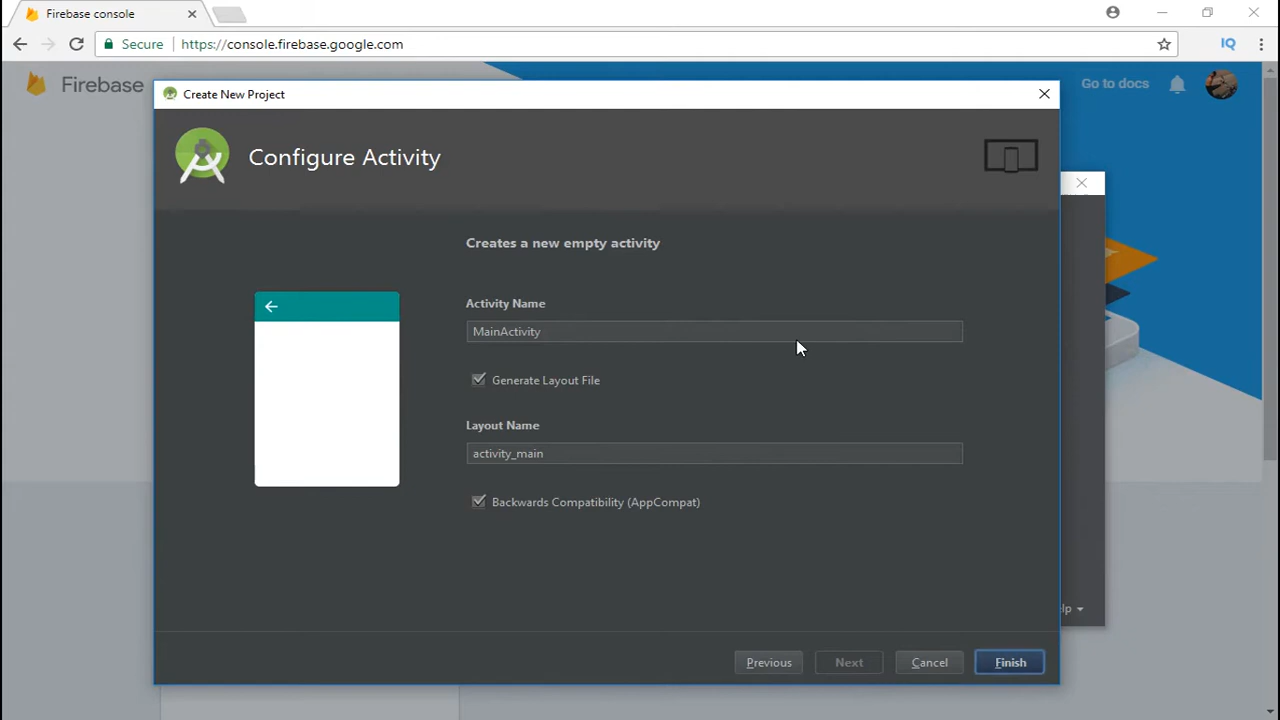 Firebase console
Secure
https://console.firebase.google.com
IQ
Firebase
Go to docs
Create New Project
Configure Activity
Creates a new empty activity
Activity Name
MainActivity
Generate Layout File
Layout Name
activity_main
Backwards Compatibility (AppCompat)
lp
Previous
Next
Cancel
Finish